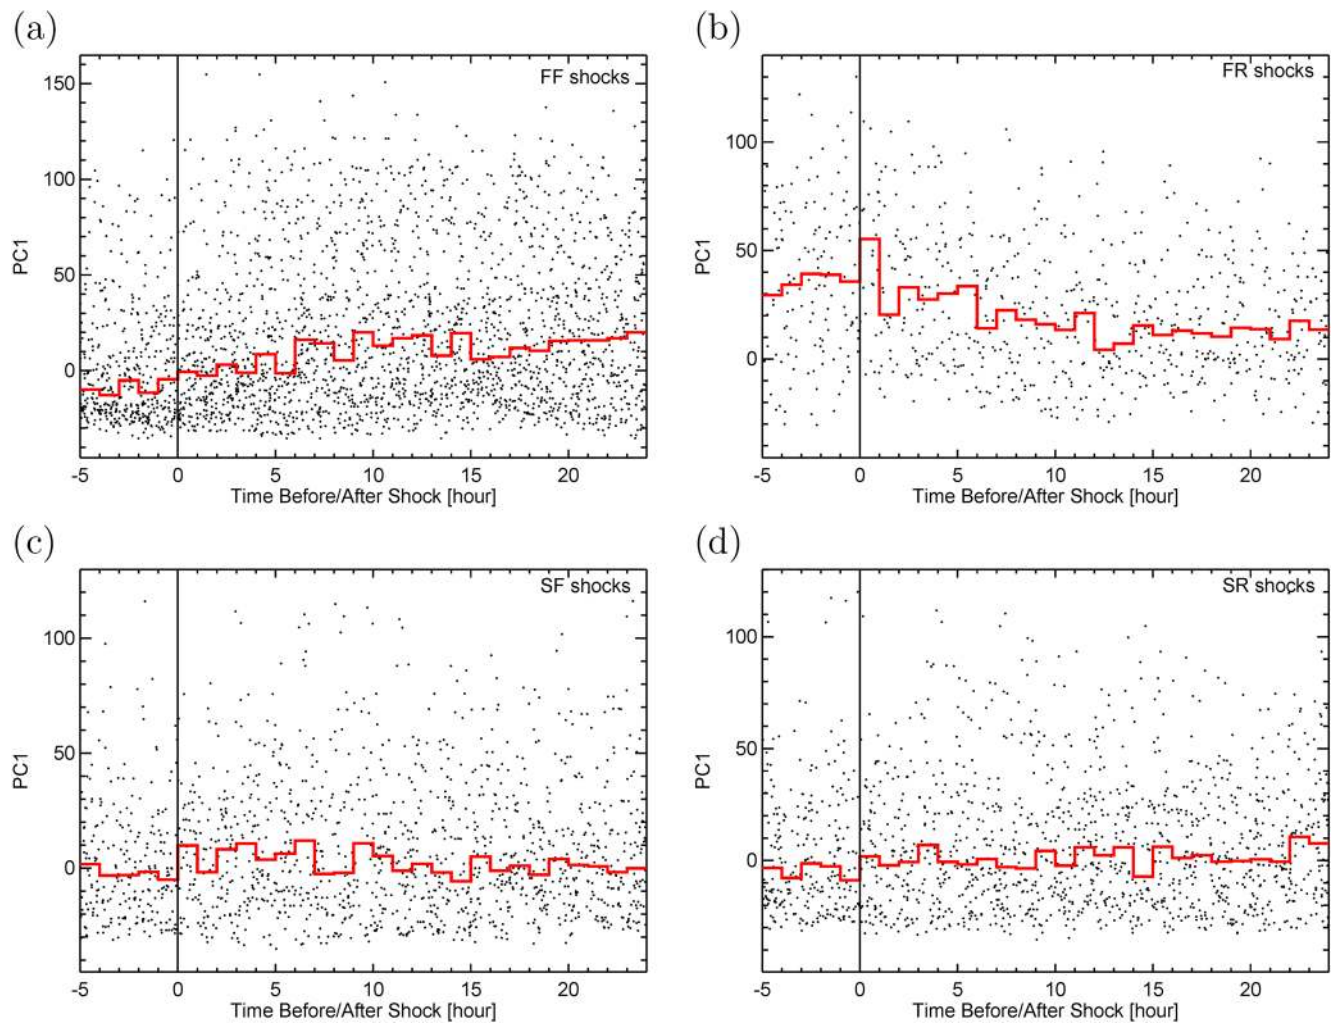 (a)
FF shocks
150
100
50
0
PC1
-5 0 5 10 15 20
Time Before/After Shock [hour]
(b)
FR shocks
100
50
0
PC1
-5 0 5 10 15 20
Time Before/After Shock [hour]
(c)
SF shocks
100
50
0
PC1
-5 0 5 10 15 20
Time Before/After Shock [hour]
(d)
SR shocks
100
50
0
PC1
-5 0 5 10 15 20
Time Before/After Shock [hour]